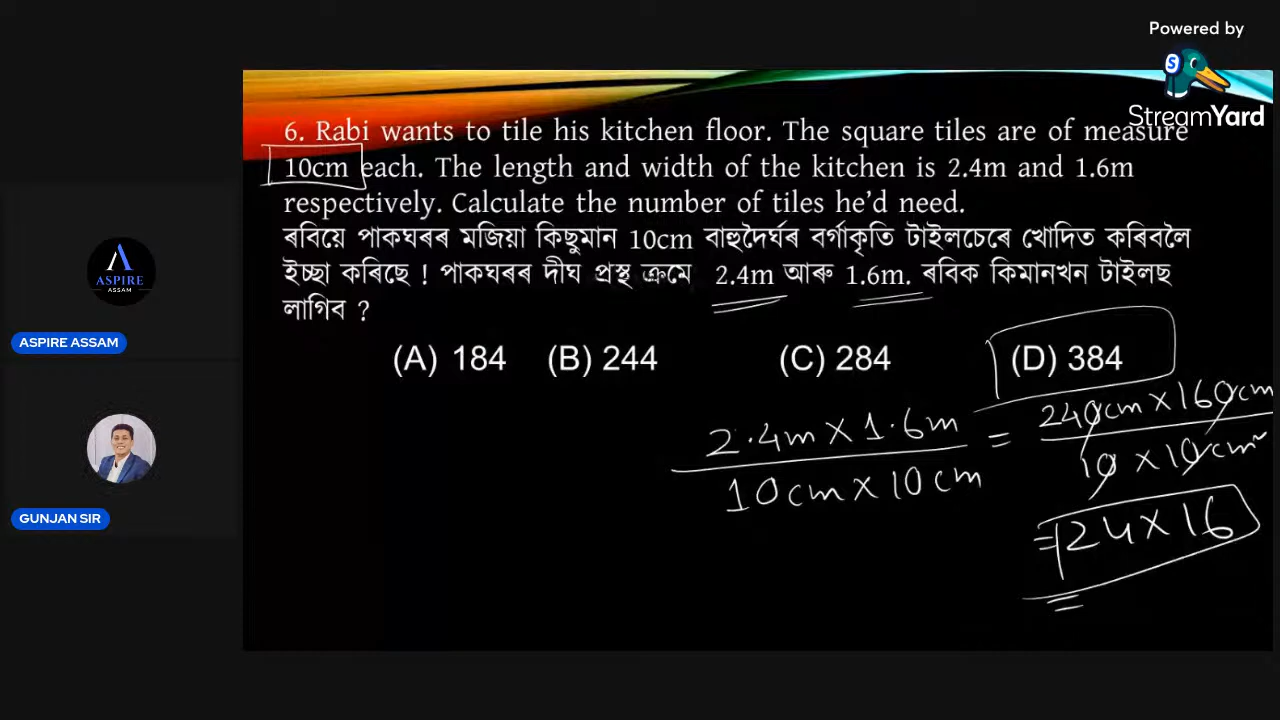 Powered by
StreamYard
6. Rabi wants to tile his kitchen floor. The square tiles are of measure
10cm each. The length and width of the kitchen is 2.4m and 1.6m
respectively. Calculate the number of tiles he'd need.
ৰবিয়ে পাকঘৰৰ মজিয়া কিছুমান 10cm বাহুদৈৰ্ঘৰ বৰ্গাকৃতি টাইলচেৰে খোদিত কৰিবলৈ
ইচ্ছা কৰিছে ! পাকঘৰৰ দীঘ প্ৰস্থ ক্ৰমে 2.4m আৰু 1.6m. ৰবিক কিমানখন টাইলছ
লাগিব ?
(A) 184 (B) 244 (C) 284 (D) 384
2.4m × 1.6m = 240cm × 160cm
10cm × 10cm 10 × 10cm²
= 24 × 16
ASPIRE
ASSAM
ASPIRE ASSAM
GUNJAN SIR